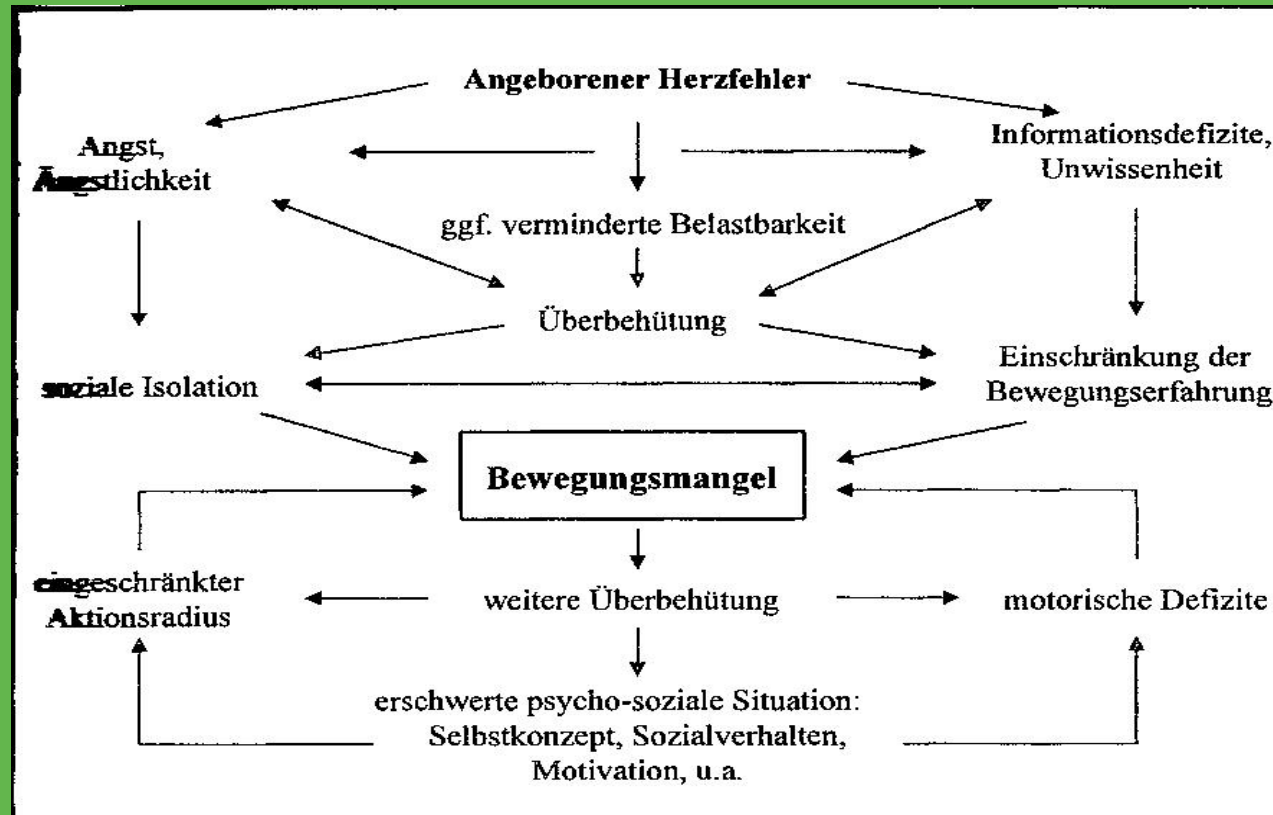 Angeborener Herzfehler
Angst,
Ängstlichkeit
Informationsdefizite,
Unwissenheit
ggf. verminderte Belastbarkeit
Überbehütung
soziale Isolation
Einschränkung der
Bewegungserfahrung
Bewegungsmangel
eingeschränkter
Aktionsradius
weitere Überbehütung
motorische Defizite
erschwerte psycho-soziale Situation:
Selbstkonzept, Sozialverhalten,
Motivation, u.a.